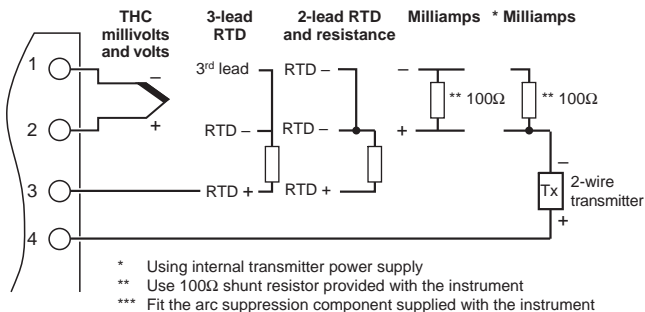 THC
millivolts
and volts
3-lead
RTD
2-lead RTD
and resistance
Milliamps
* Milliamps
1
2
3
4
–
+
3rd lead
RTD –
RTD +
RTD –
RTD –
RTD +
–
+
** 100Ω
** 100Ω
–
Tx
+
2-wire
transmitter
* Using internal transmitter power supply
** Use 100Ω shunt resistor provided with the instrument
*** Fit the arc suppression component supplied with the instrument